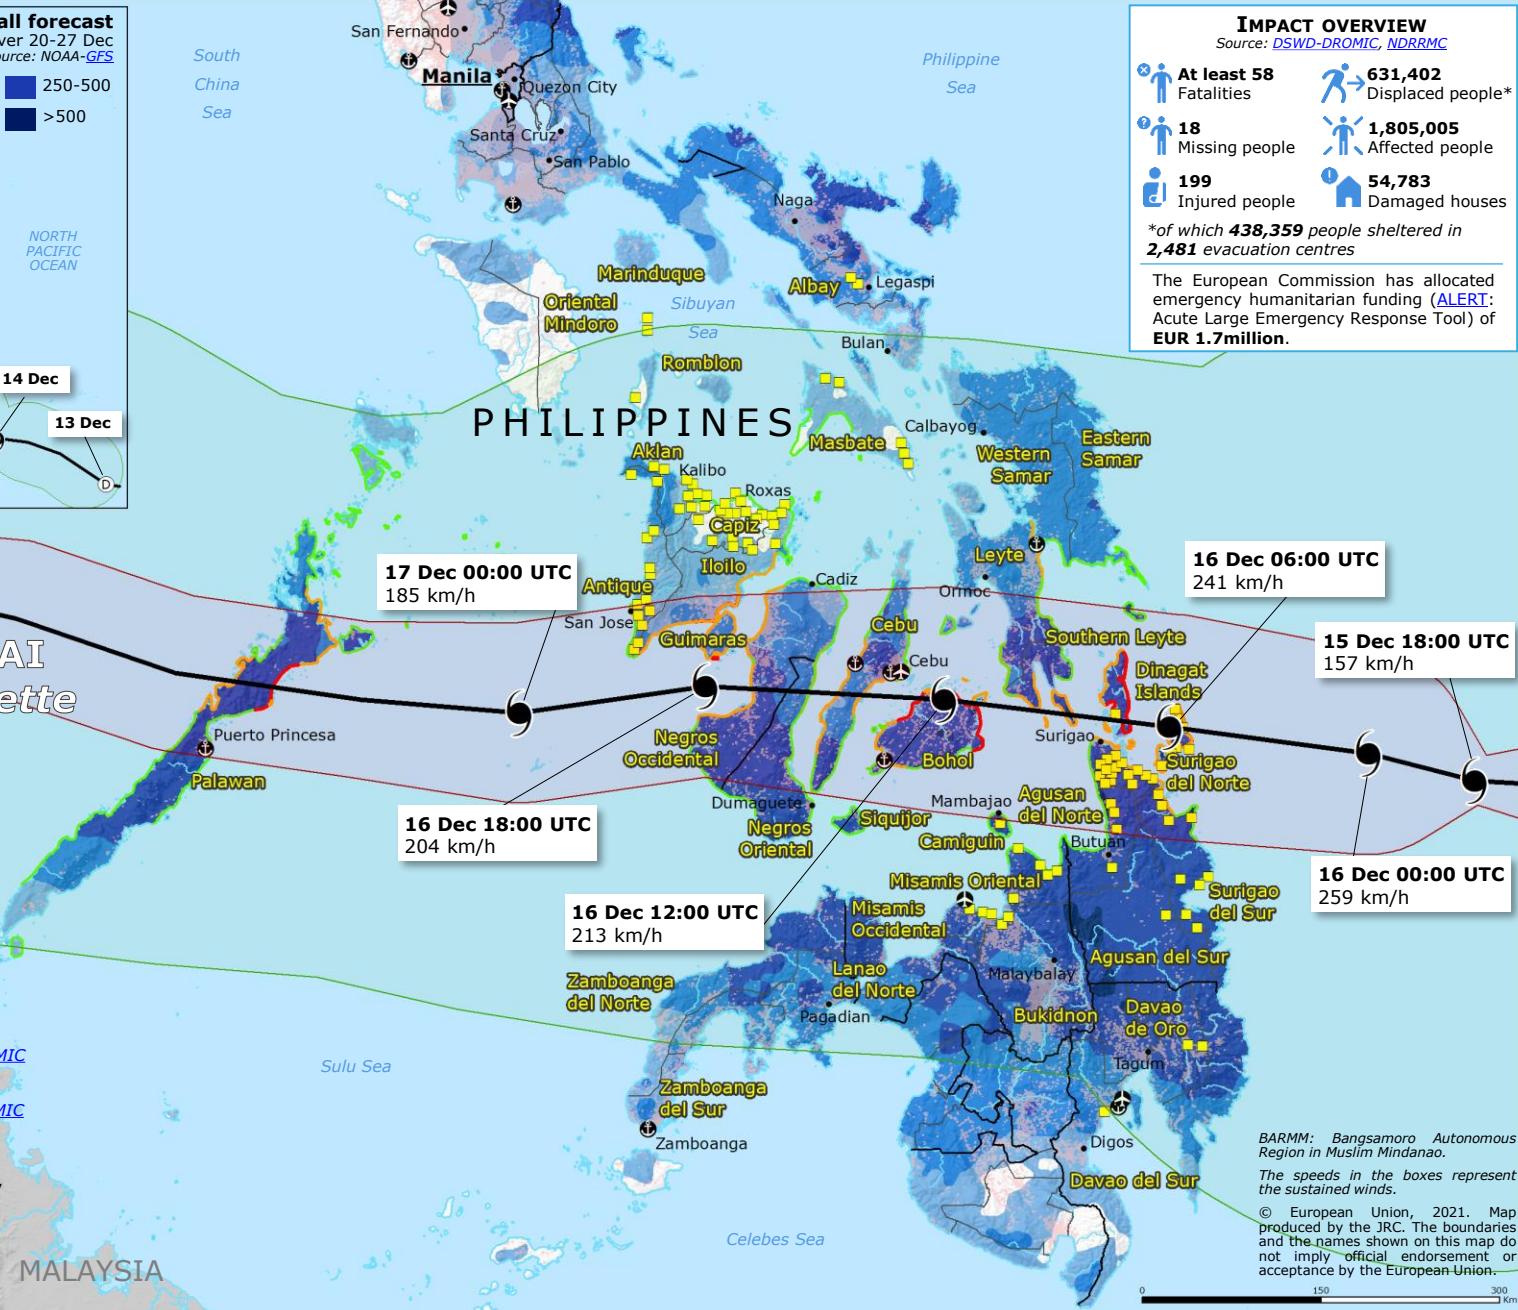 all forecast
ver 20-27 Dec
ource: NOAA-GFS
250-500
>500
NORTH
PACIFIC
OCEAN
14 Dec
13 Dec
D
South
China
Sea
San Fernando
Manila
Quezon City
Santa Cruz
San Pablo
Philippine
Sea
Naga
IMPACT OVERVIEW
Source: DSWD-DROMIC, NDRRMC
At least 58
Fatalities
631,402
Displaced people*
18
Missing people
1,805,005
Affected people
199
Injured people
54,783
Damaged houses
*of which 438,359 people sheltered in
2,481 evacuation centres
The European Commission has allocated
emergency humanitarian funding (ALERT:
Acute Large Emergency Response Tool) of
EUR 1.7million.
Marinduque
Oriental
Mindoro
Sibuyan
Sea
Albay
Legaspi
Bulan
Romblon
PHILIPPINES
Masbate
Calbayog
Western
Samar
Eastern
Samar
Aklan
Kalibo
Roxas
Capiz
Iloilo
Antique
San Jose
Guimaras
Cadiz
Leyte
Ormoc
Cebu
Cebu
Southern Leyte
Dinagat
Islands
17 Dec 00:00 UTC
185 km/h
16 Dec 06:00 UTC
241 km/h
15 Dec 18:00 UTC
157 km/h
AI
ette
Puerto Princesa
Palawan
Negros
Occidental
Bohol
Surigao
Surigao
del Norte
Dumaguete
Negros
Oriental
Siquijor
Mambajao
Agusan
del Norte
Camiguin
Butuan
16 Dec 18:00 UTC
204 km/h
16 Dec 12:00 UTC
213 km/h
16 Dec 00:00 UTC
259 km/h
Misamis Oriental
Misamis
Occidental
Surigao
del Sur
Agusan del Sur
Malaybalay
Lanao
del Norte
Zamboanga
del Norte
Pagadian
Bukidnon
Davao
de Oro
Tagum
Sulu Sea
MIC
MIC
Zamboanga
del Sur
Zamboanga
Digos
Davao del Sur
Celebes Sea
MALAYSIA
BARMM: Bangsamoro Autonomous
Region in Muslim Mindanao.
The speeds in the boxes represent
the sustained winds.
© European Union, 2021. Map
produced by the JRC. The boundaries
and the names shown on this map do
not imply official endorsement or
acceptance by the European Union.
0 150 300
Km